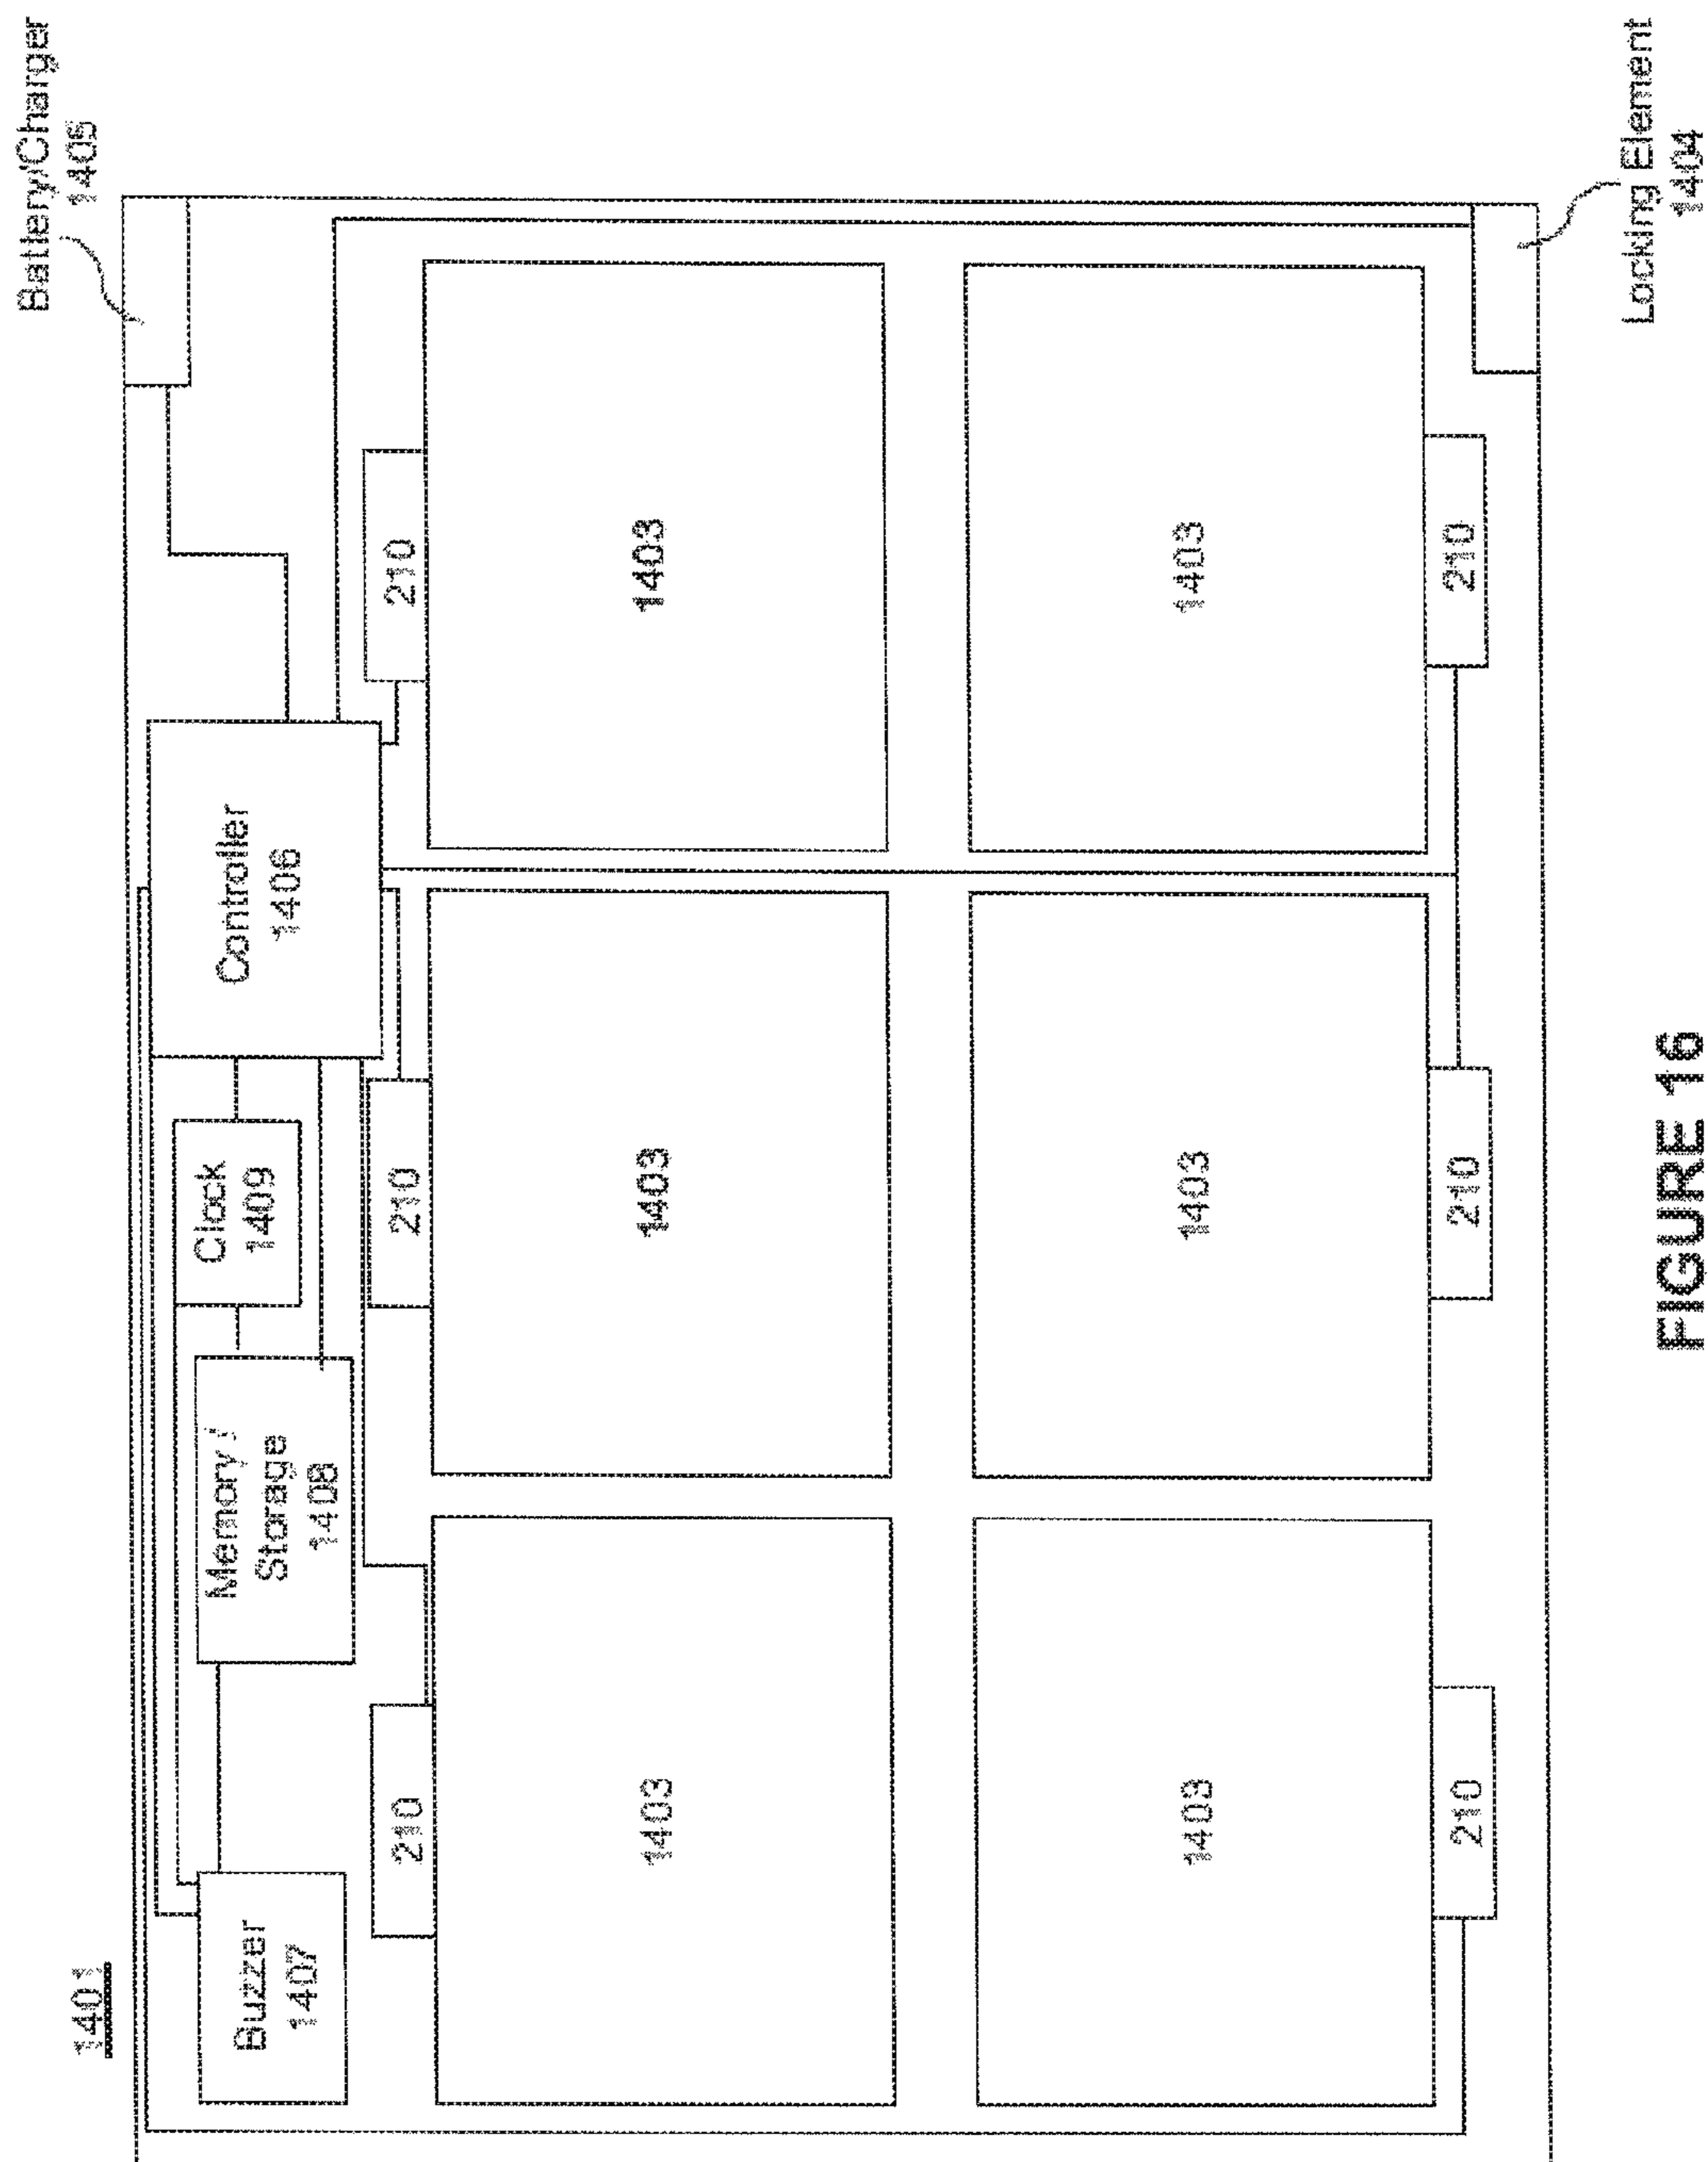 1401
Buzzer
1407
Memory /
Storage
1408
Clock
1409
Controller
1406
Battery/Charger
1405
210
210
210
1403
1403
1403
1403
1403
1403
210
210
210
Locking Element
1404
FIGURE 16